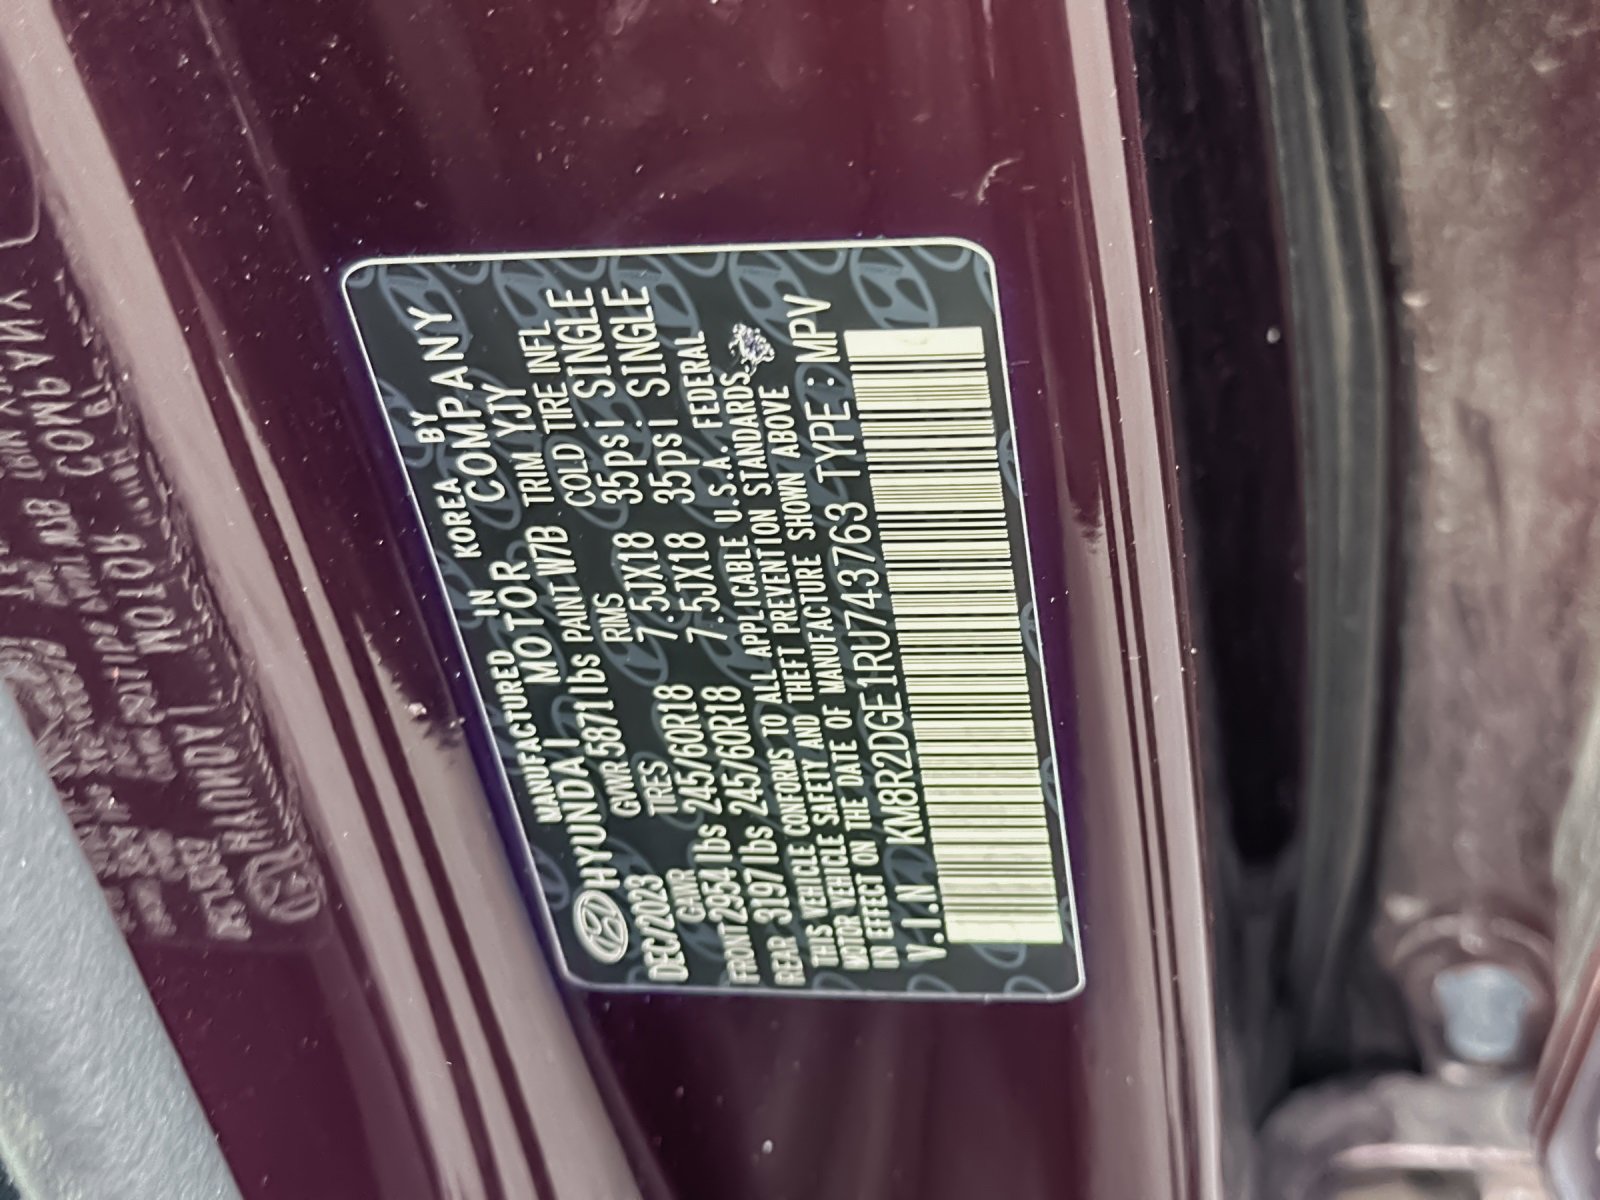 MANUFACTURED IN KOREA BY
HYUNDAI MOTOR COMPANY
DEC/2023 GVWR 5871lbs PAINT W7B TRIM YJY
GAWR TIRES RIMS COLD TIRE INFL
FRONT 2954lbs 245/60R18 7.5JX18 35psi SINGLE
REAR 3197lbs 245/60R18 7.5JX18 35psi SINGLE
THIS VEHICLE CONFORMS TO ALL APPLICABLE U.S.A. FEDERAL
MOTOR VEHICLE SAFETY AND THEFT PREVENTION STANDARDS
IN EFFECT ON THE DATE OF MANUFACTURE SHOWN ABOVE
V.I.N KM8R2DGE1RU743763 TYPE : MPV